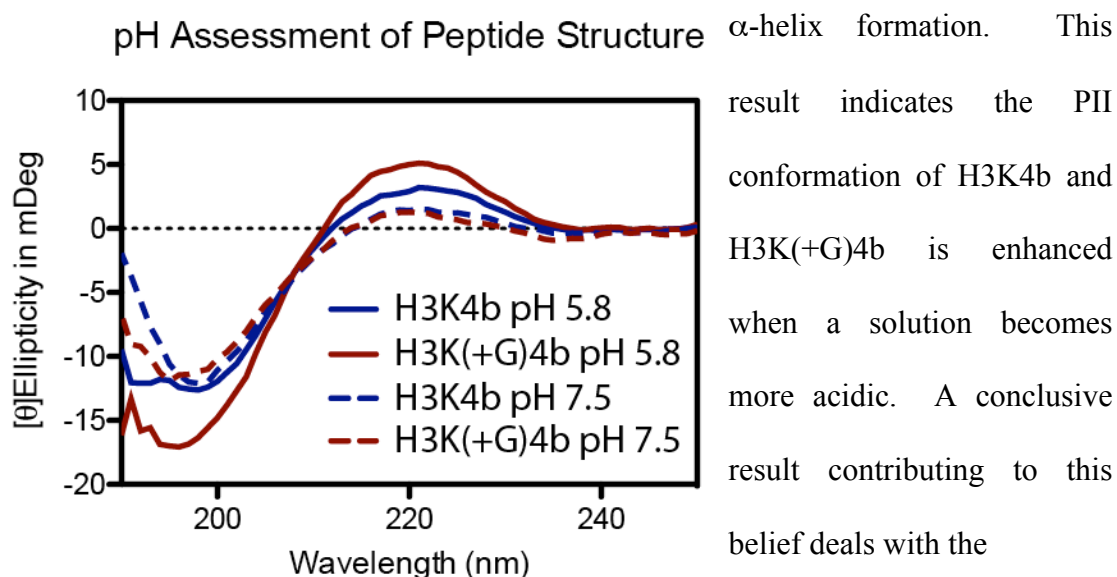 pH Assessment of Peptide Structure
[θ]Ellipticity in mDeg
10
5
0
-5
-10
-15
-20
200
220
240
Wavelength (nm)
H3K4b pH 5.8
H3K(+G)4b pH 5.8
H3K4b pH 7.5
H3K(+G)4b pH 7.5
α-helix formation. This
result indicates the PII
conformation of H3K4b and
H3K(+G)4b is enhanced
when a solution becomes
more acidic. A conclusive
result contributing to this
belief deals with the